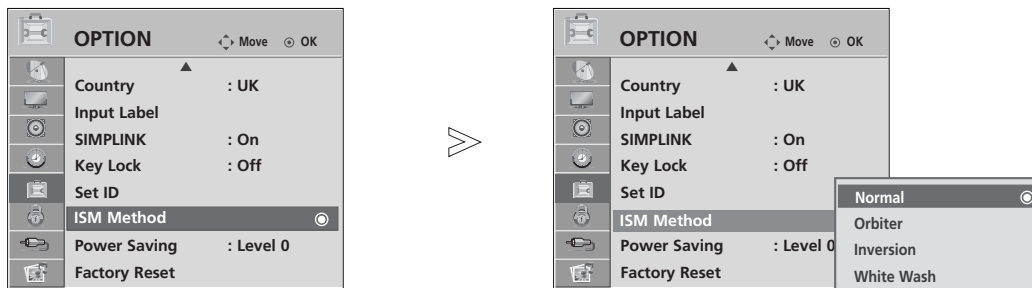 OPTION Move OK
Country : UK
Input Label
SIMPLINK : On
Key Lock : Off
Set ID
ISM Method
Power Saving : Level 0
Factory Reset
OPTION Move OK
Country : UK
Input Label
SIMPLINK : On
Key Lock : Off
Set ID
ISM Method
Power Saving : Level 0
Factory Reset
Normal
Orbiter
Inversion
White Wash